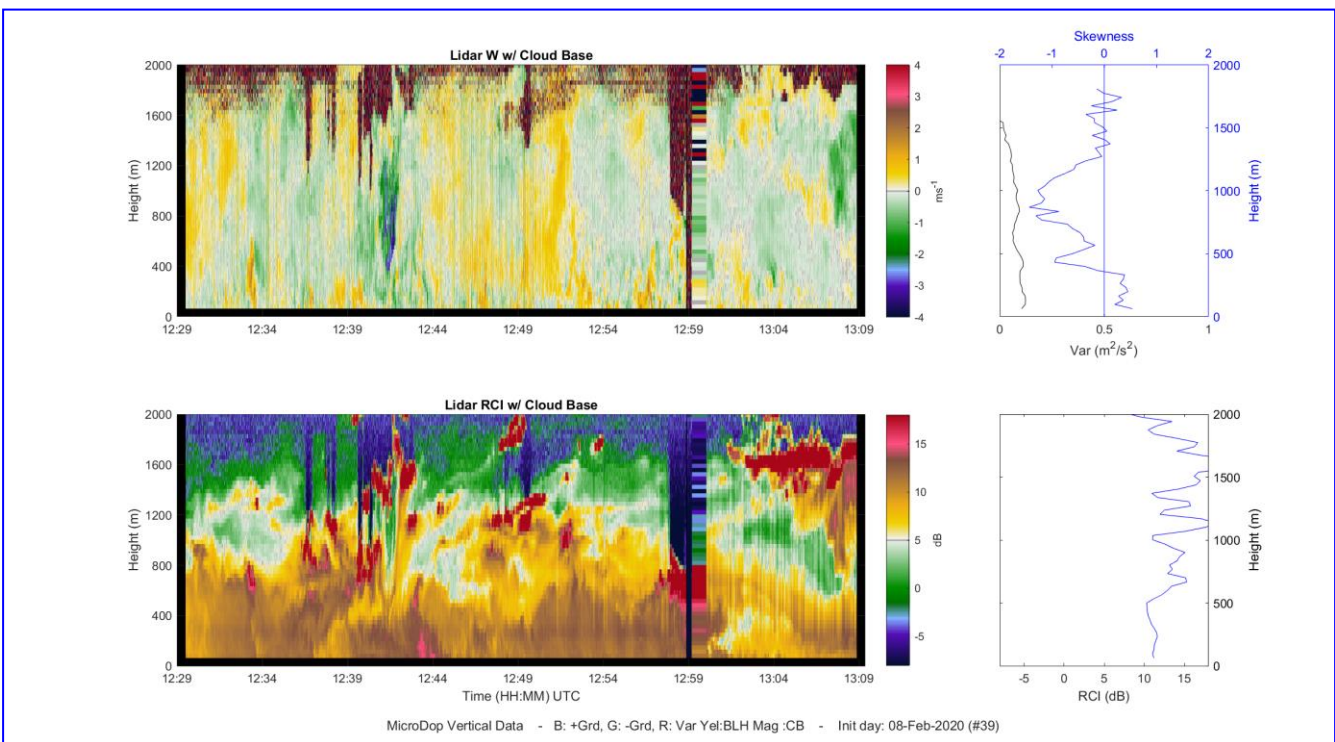 Lidar W w/ Cloud Base
2000
1600
1200
800
400
0
Height (m)
12:29 12:34 12:39 12:44 12:49 12:54 12:59 13:04 13:09
4
3
2
1
0
-1
-2
-3
-4
ms-1
Skewness
-2 -1 0 1 2
2000
1500
1000
500
0
Height (m)
0 0.5 1
Var (m2/s2)
Lidar RCI w/ Cloud Base
2000
1600
1200
800
400
0
Height (m)
12:29 12:34 12:39 12:44 12:49 12:54 12:59 13:04 13:09
Time (HH:MM) UTC
15
10
5
0
-5
dB
2000
1500
1000
500
0
Height (m)
-5 0 5 10 15
RCI (dB)
MicroDop Vertical Data - B: +Grd, G: -Grd, R: Var Yel:BLH Mag :CB - Init day: 08-Feb-2020 (#39)